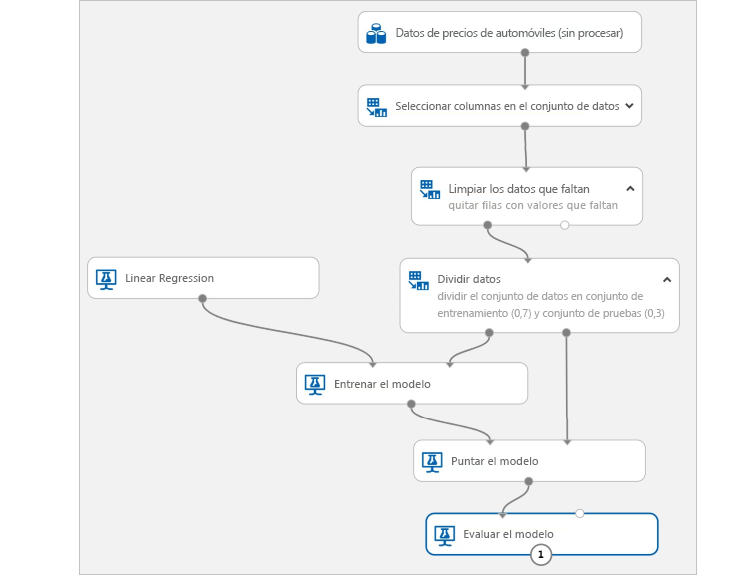 Datos de precios de automóviles (sin procesar)
Seleccionar columnas en el conjunto de datos
Limpiar los datos que faltan
quitar filas con valores que faltan
Linear Regression
Dividir datos
dividir el conjunto de datos en conjunto de
entrenamiento (0,7) y conjunto de pruebas (0,3)
Entrenar el modelo
Puntar el modelo
Evaluar el modelo
1